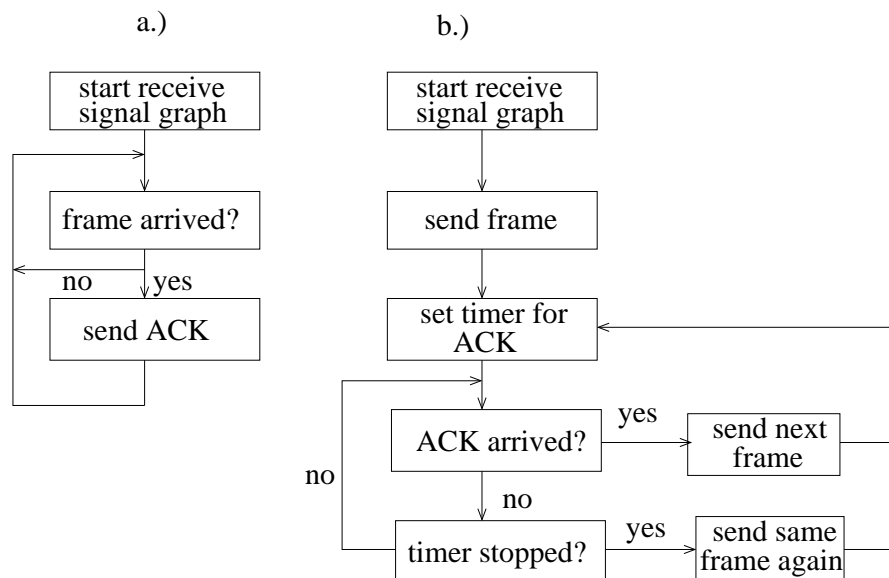 a.)
start receive
signal graph
frame arrived?
no
yes
send ACK
b.)
start receive
signal graph
send frame
set timer for
ACK
ACK arrived?
yes
send next
frame
no
no
timer stopped?
yes
send same
frame again